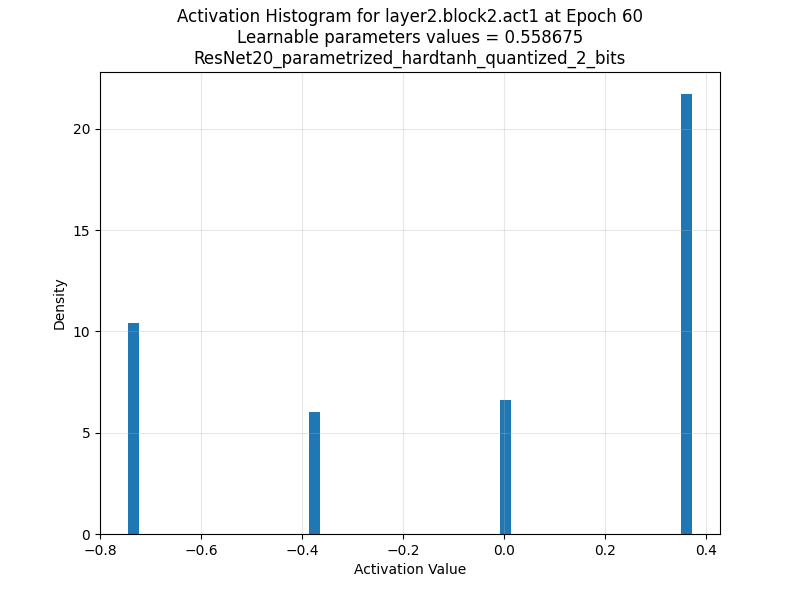 Activation Histogram for layer2.block2.act1 at Epoch 60
Learnable parameters values = 0.558675
ResNet20_parametrized_hardtanh_quantized_2_bits
20
15
10
5
0
Density
−0.8 −0.6 −0.4 −0.2 0.0 0.2 0.4
Activation Value